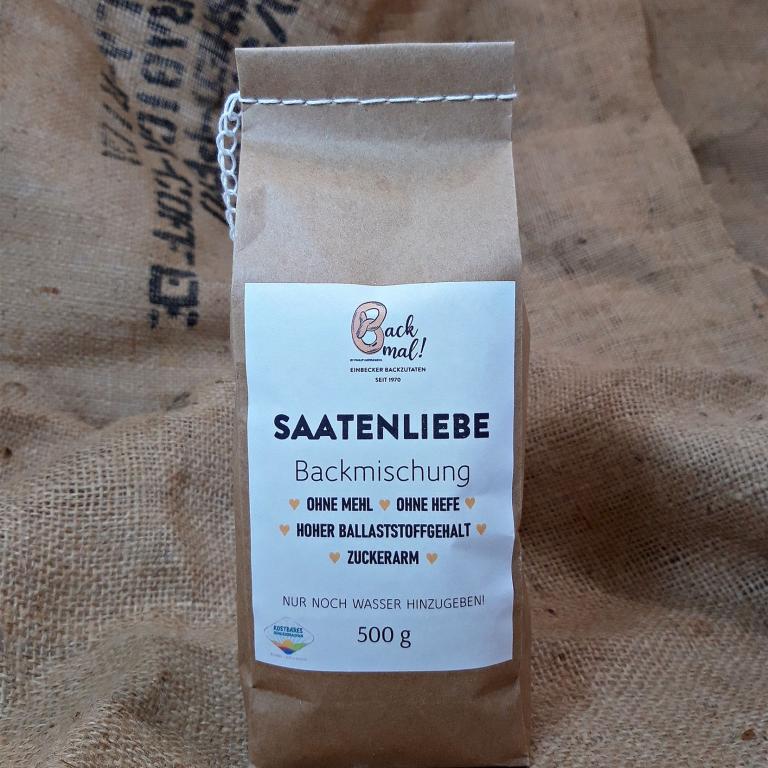 Back
mal!
EINBECKER BACKZUTATEN
SEIT 1970
SAATENLIEBE
Backmischung
OHNE MEHL OHNE HEFE
HOHER BALLASTSTOFFGEHALT
ZUCKERARM
NUR NOCH WASSER HINZUGEBEN!
KOSTBARES
500 g